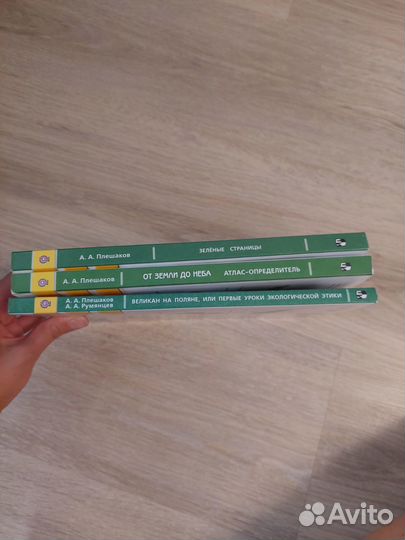 А. А. Плешаков
ЗЕЛЁНЫЕ СТРАНИЦЫ
А. А. Плешаков
ОТ ЗЕМЛИ ДО НЕБА АТЛАС-ОПРЕДЕЛИТЕЛЬ
А. А. Плешаков
А. А. Румянцев
ВЕЛИКАН НА ПОЛЯНЕ, ИЛИ ПЕРВЫЕ УРОКИ ЭКОЛОГИЧЕСКОЙ ЭТИКИ
Avito